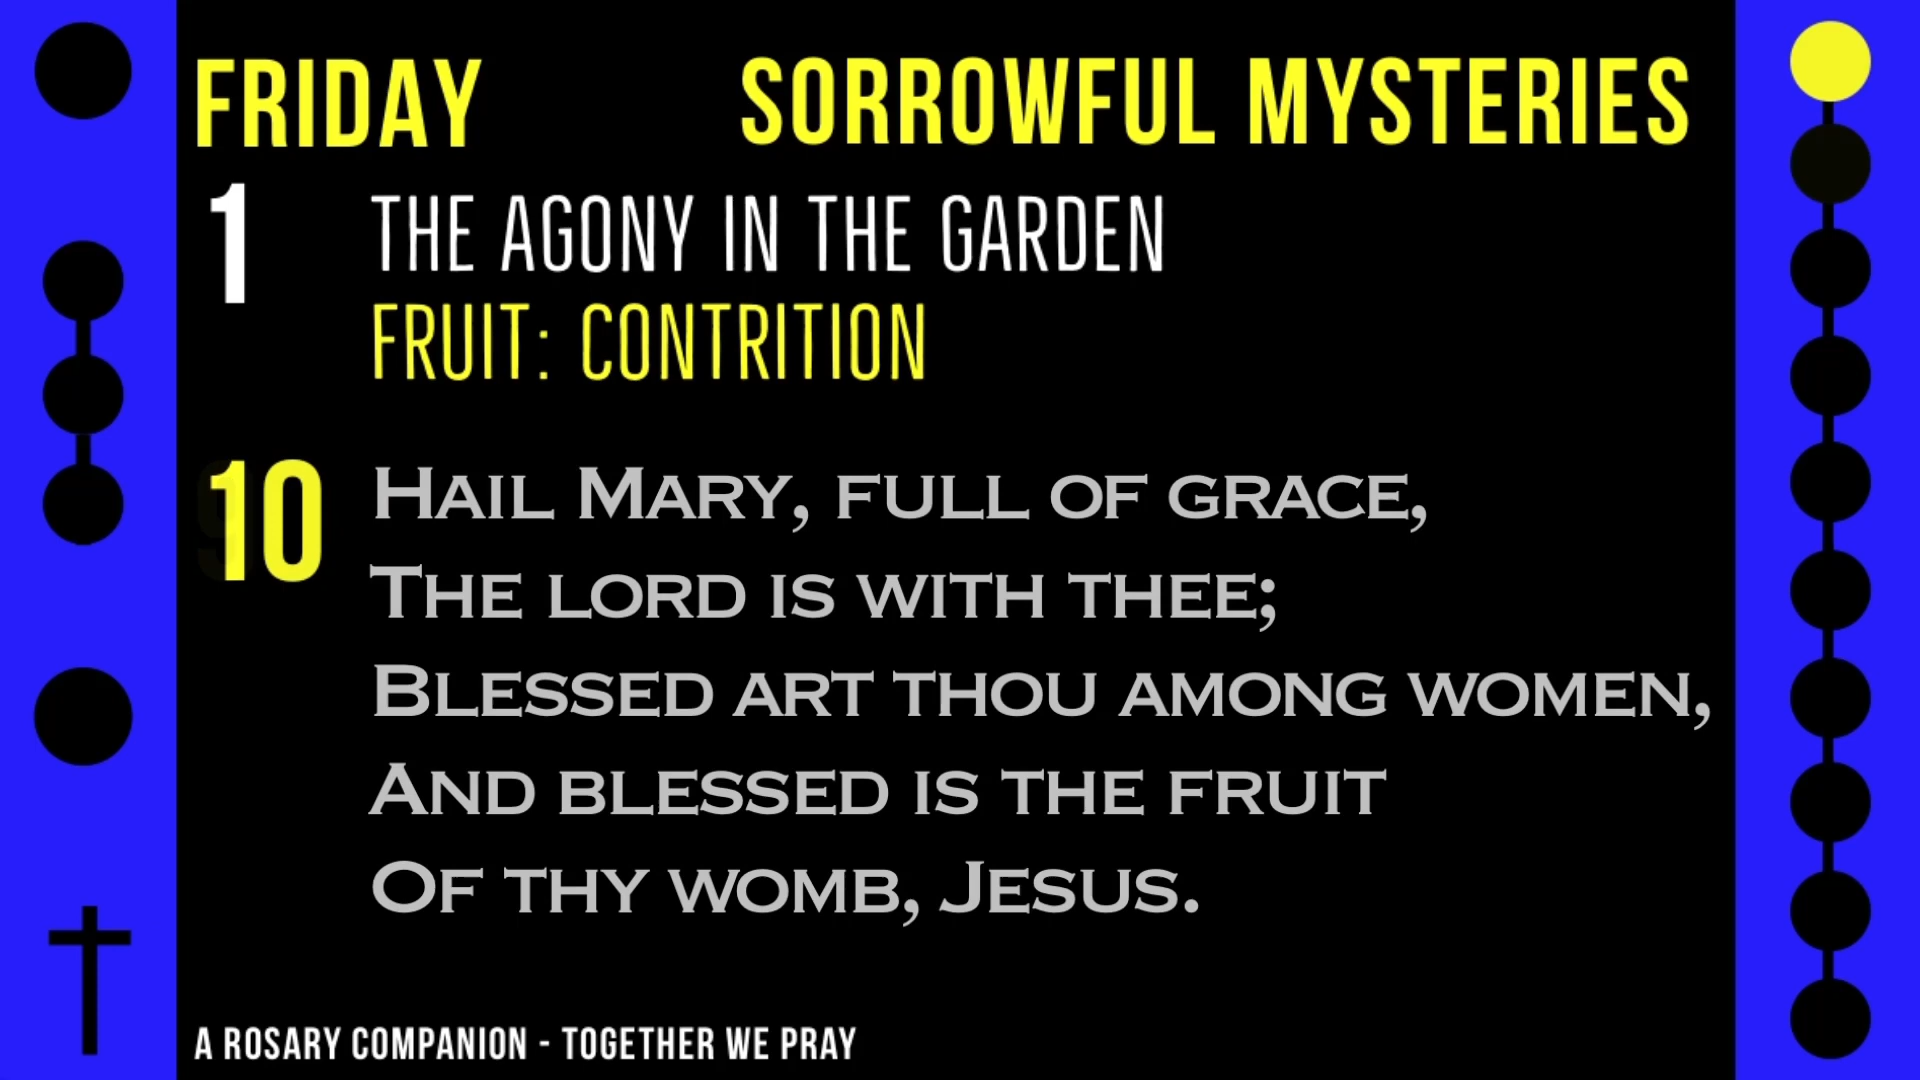 FRIDAY SORROWFUL MYSTERIES
1 THE AGONY IN THE GARDEN
FRUIT: CONTRITION
10 Hail Mary, full of grace,
The lord is with thee;
Blessed art thou among women,
And blessed is the fruit
Of thy womb, Jesus.
A ROSARY COMPANION - TOGETHER WE PRAY